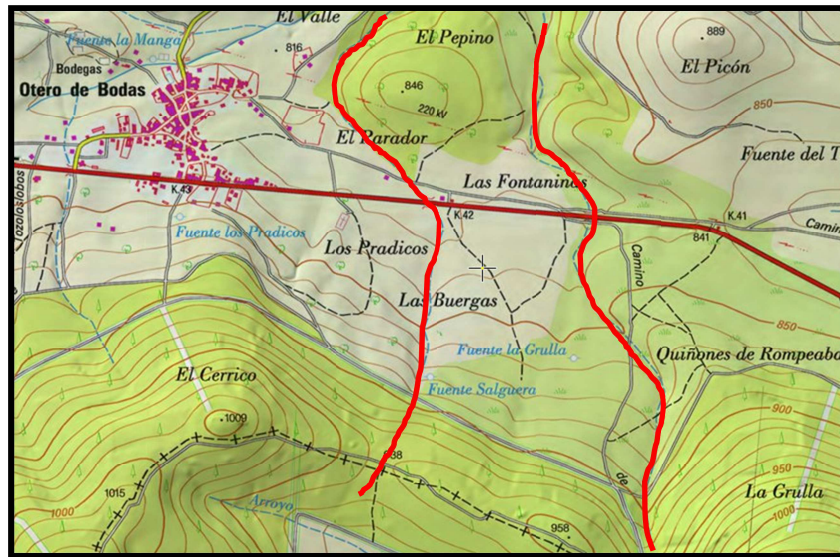 El Valle
Fuente la Manga
816
El Pepino
889
El Picón
Bodegas
Otero de Bodas
846
220 kV
850
El Parador
Fuente del T
Las Fontaninas
K.43
K.42
K.41
Camin
841
Fuente los Pradicos
Los Pradicos
Camino
Las Buergas
850
Fuente la Grulla
Quiñones de Rompeabo
El Cerrico
Fuente Salguera
900
1009
938
950
de
La Grulla
1015
Arroyo
1000
1000
958